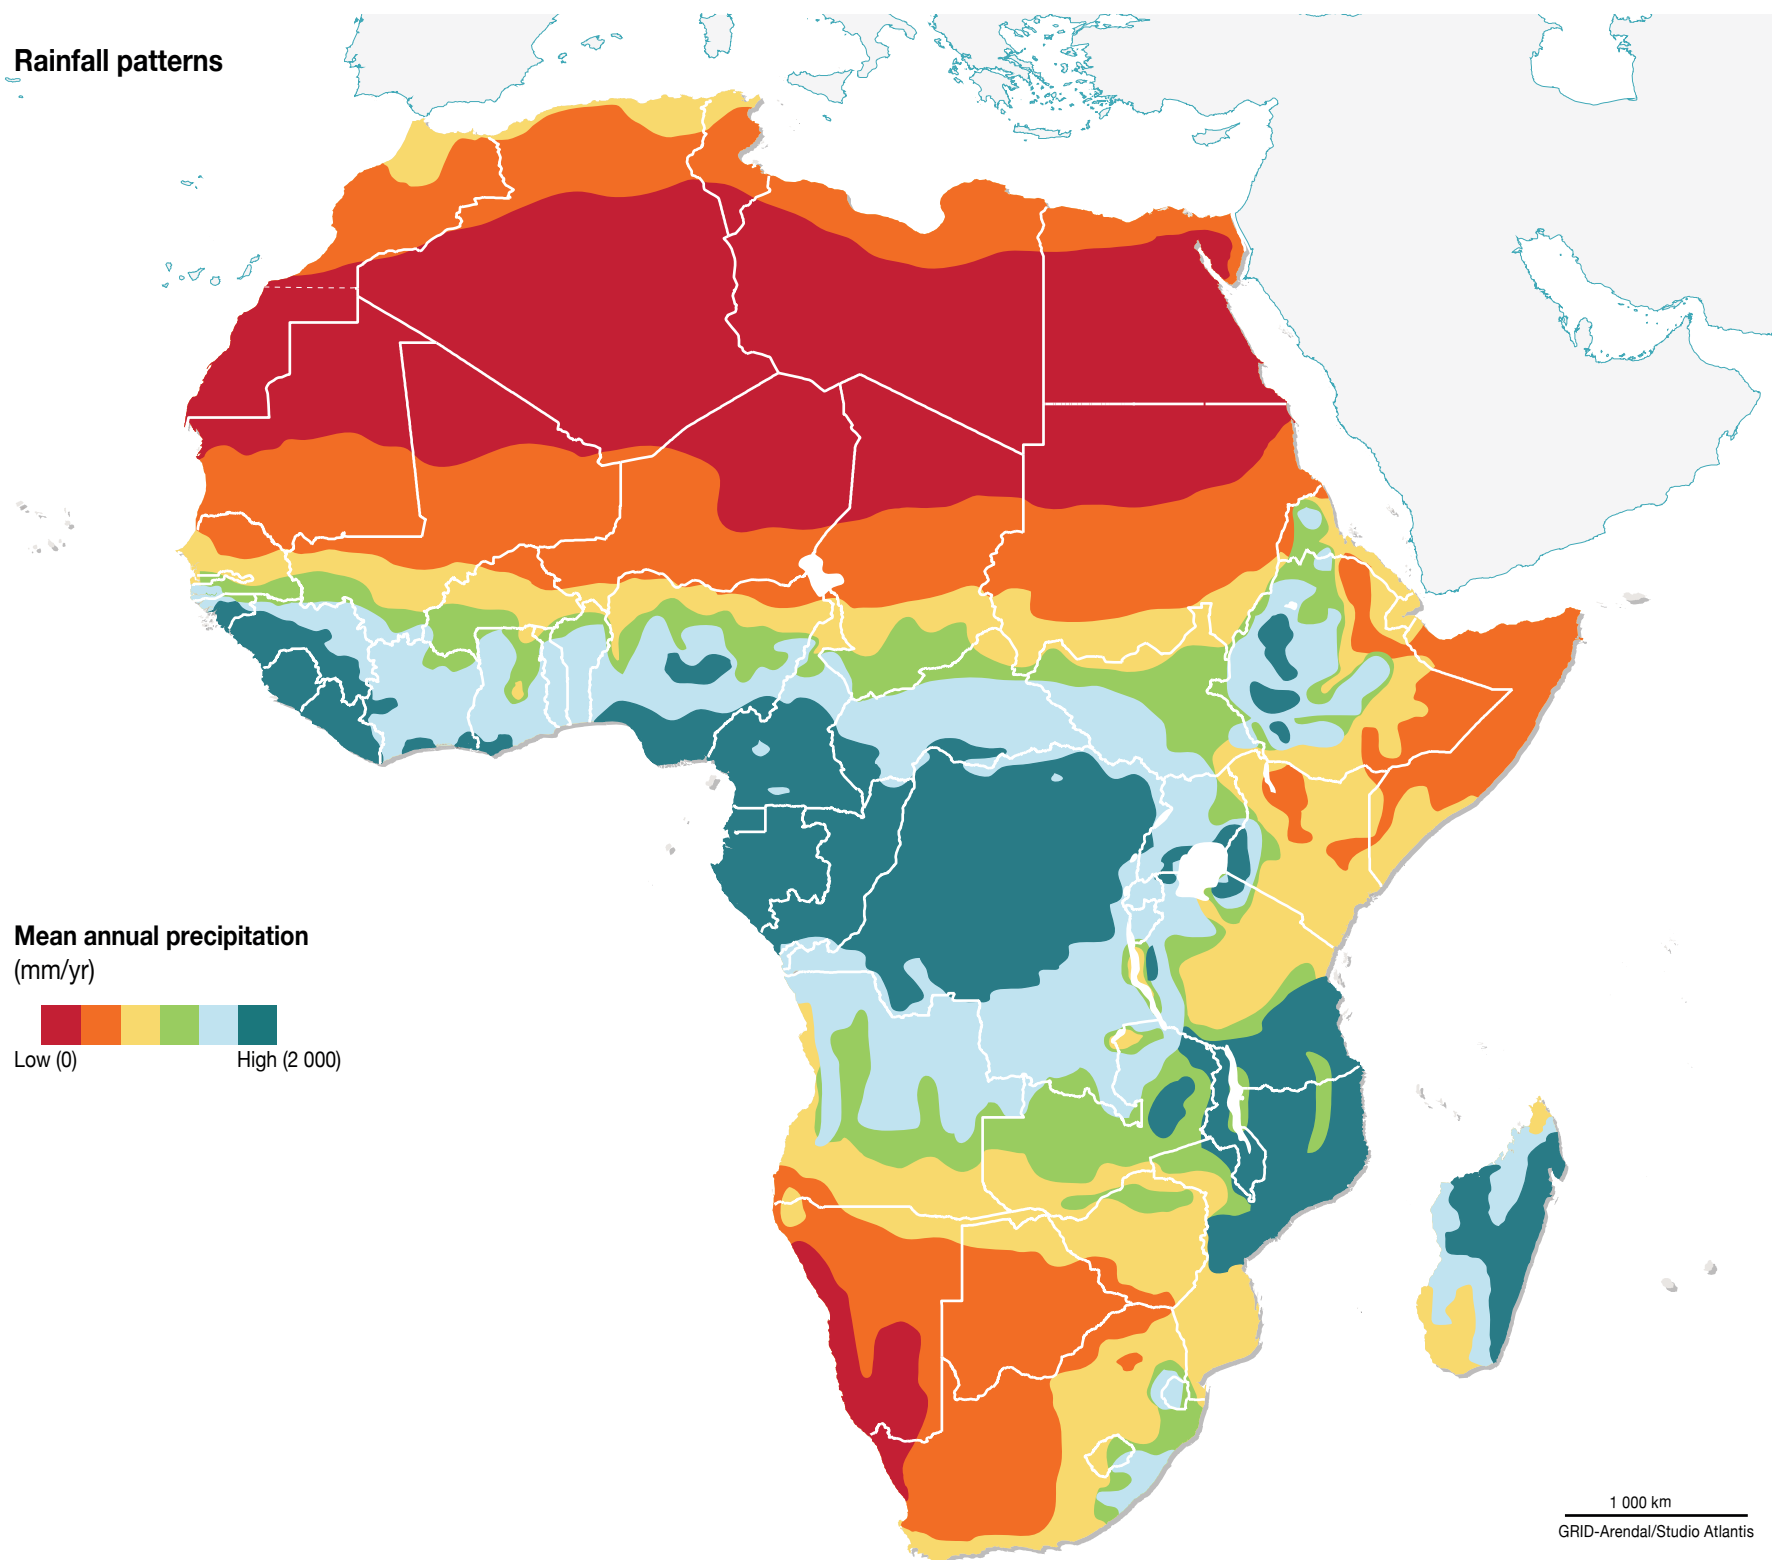 Rainfall patterns
Mean annual precipitation
(mm/yr)
Low (0)
High (2 000)
1 000 km
GRID-Arendal/Studio Atlantis